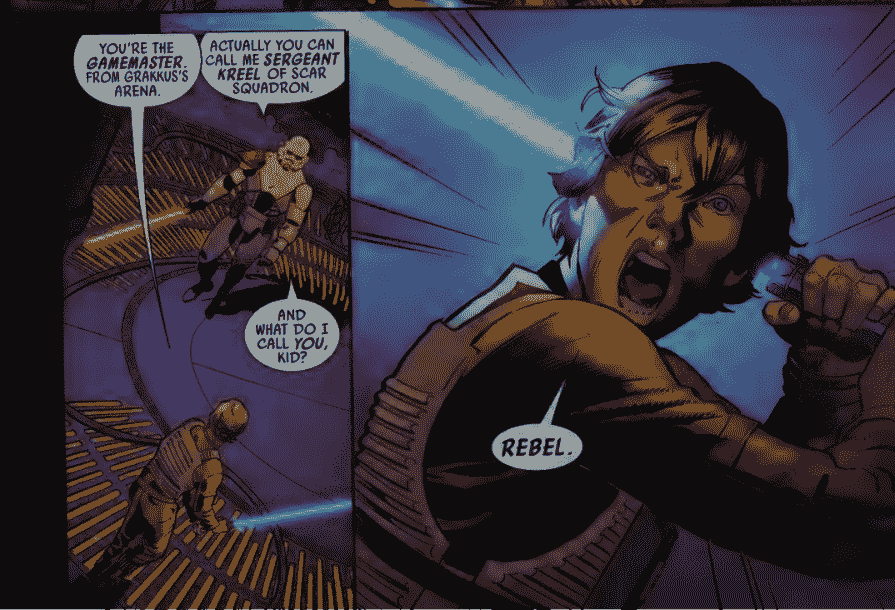 YOU'RE THE
GAMEMASTER.
FROM GRAKKUS'S
ARENA.
ACTUALLY YOU CAN
CALL ME SERGEANT
KREEL OF SCAR
SQUADRON.
AND
WHAT DO I
CALL YOU,
KID?
REBEL.